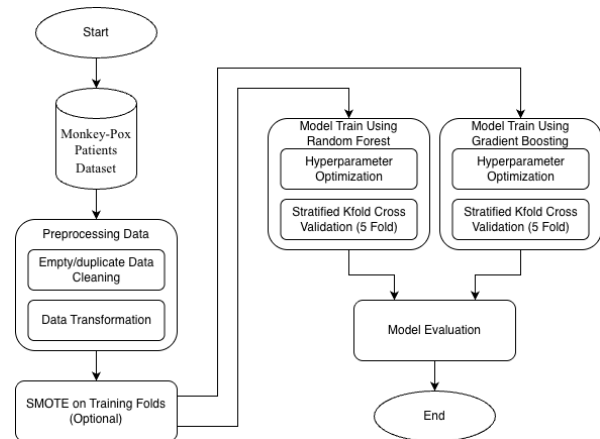 Start
Monkey-Pox
Patients
Dataset
Preprocessing Data
Empty/duplicate Data
Cleaning
Data Transformation
SMOTE on Training Folds
(Optional)
Model Train Using
Random Forest
Hyperparameter
Optimization
Stratified Kfold Cross
Validation (5 Fold)
Model Train Using
Gradient Boosting
Hyperparameter
Optimization
Stratified Kfold Cross
Validation (5 Fold)
Model Evaluation
End